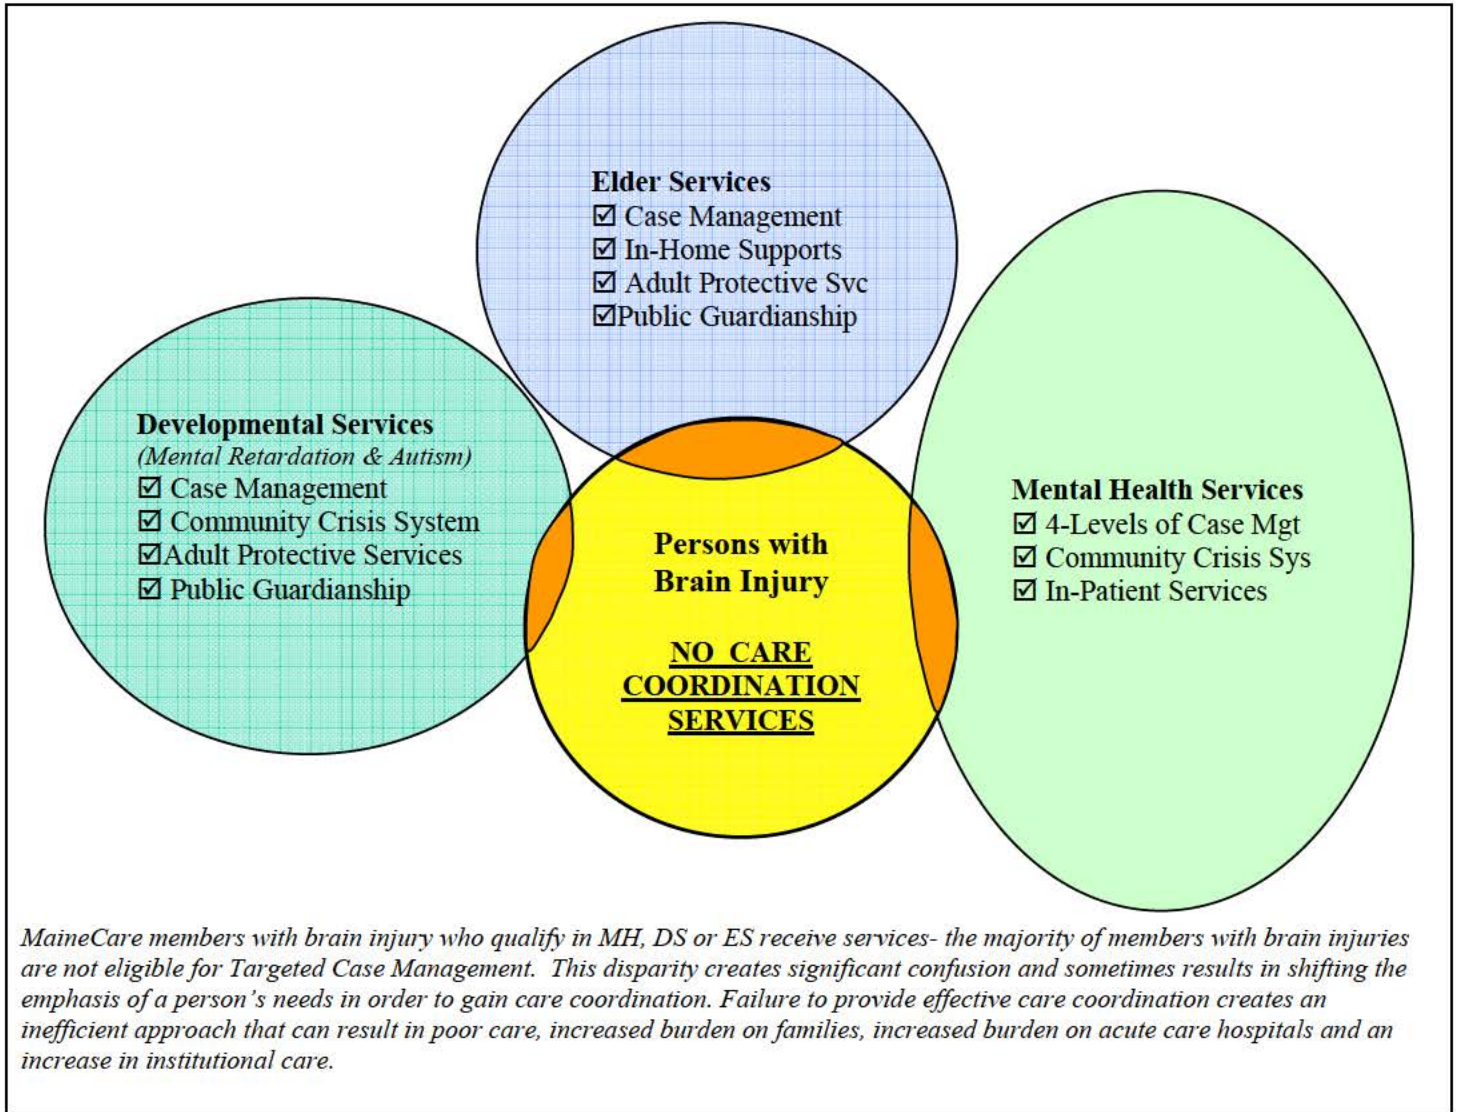 Elder Services
☑ Case Management
☑ In-Home Supports
☑ Adult Protective Svc
☑Public Guardianship
Developmental Services
(Mental Retardation & Autism)
☑ Case Management
☑ Community Crisis System
☑Adult Protective Services
☑ Public Guardianship
Persons with
Brain Injury
NO CARE
COORDINATION
SERVICES
Mental Health Services
☑ 4-Levels of Case Mgt
☑ Community Crisis Sys
☑ In-Patient Services
MaineCare members with brain injury who qualify in MH, DS or ES receive services- the majority of members with brain injuries
are not eligible for Targeted Case Management. This disparity creates significant confusion and sometimes results in shifting the
emphasis of a person's needs in order to gain care coordination. Failure to provide effective care coordination creates an
inefficient approach that can result in poor care, increased burden on families, increased burden on acute care hospitals and an
increase in institutional care.